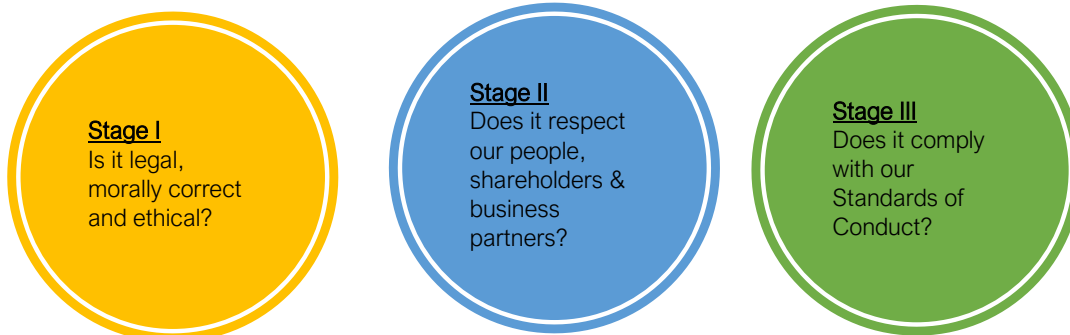 Stage I
Is it legal,
morally correct
and ethical?
Stage II
Does it respect
our people,
shareholders &
business
partners?
Stage III
Does it comply
with our
Standards of
Conduct?